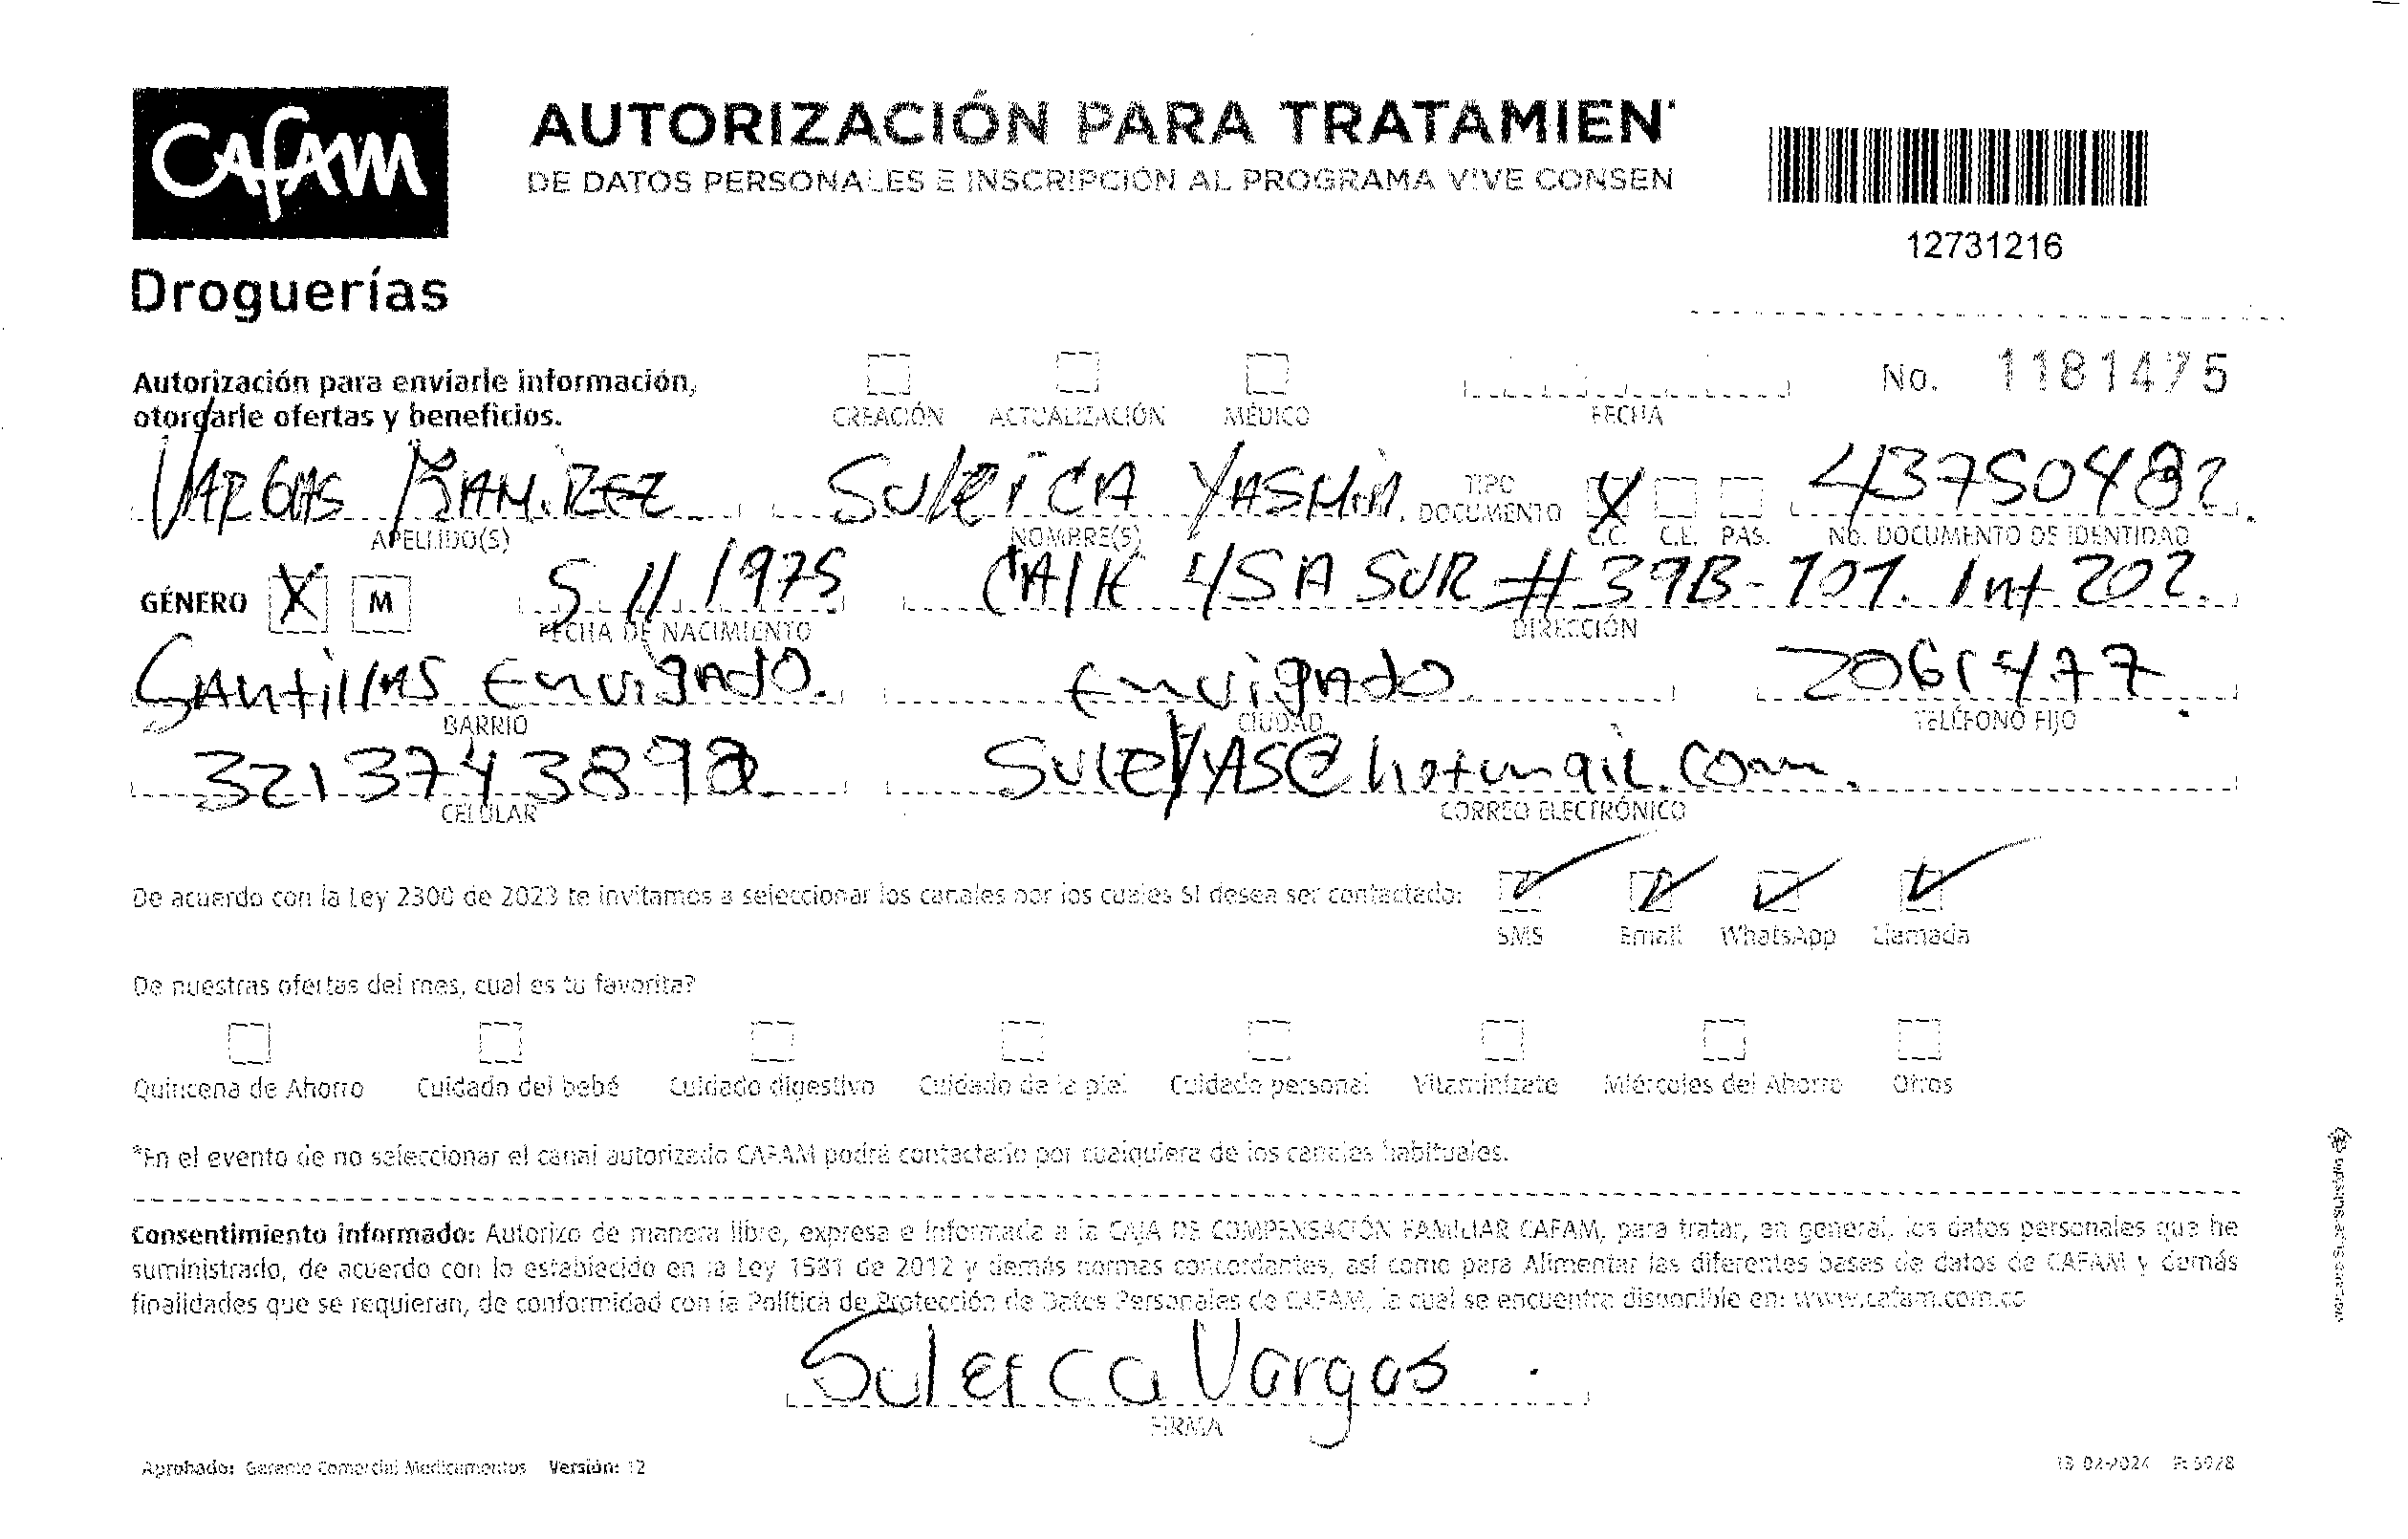 CAFAM
Droguerías
AUTORIZACIÓN PARA TRATAMIEN
DE DATOS PERSONALES E INSCRIPCIÓN AL PROGRAMA VIVE CONSEN
12731216
Autorización para enviarle información,
otorgarle ofertas y beneficios.
CREACIÓN ACTUALIZACIÓN MÉDICO FECHA No. 1181475
VARGAS RAMIREZ SULEICA YASMIN TIPO DOCUMENTO X 43750482
APELLIDO(S) NOMBRE(S) C.C. C.E. PAS. No. DOCUMENTO DE IDENTIDAD
GÉNERO X M 5 11 1975 CAllE 45A SUR # 39B-101. Int 202.
FECHA DE NACIMIENTO DIRECCIÓN
Envigado. Envigado 2061477
BARRIO CIUDAD TELÉFONO FIJO
SuleYAS@hotmail.com.
CELULAR CORREO ELECTRÓNICO
De acuerdo con la Ley 2300 de 2023 te invitamos a seleccionar los canales por los cuales SI desea ser contactado:
SMS Email WhatsApp Llamada
De nuestras ofertas del mes, cual es tu favorita?
Quincena de Ahorro Cuidado del bebé Cuidado digestivo Cuidado de la piel Cuidado personal Vitaminízate Miércoles del Ahorro Otros
*En el evento de no seleccionar el canal autorizado CAFAM podrá contactarlo por cualquiera de los canales habituales.
Consentimiento informado: Autorizo de manera libre, expresa e informada a la CAJA DE COMPENSACIÓN FAMILIAR CAFAM, para tratar, en general, los datos personales que he
suministrado, de acuerdo con lo establecido en la Ley 1581 de 2012 y demás normas concordantes, así como para Alimentar las diferentes bases de datos de CAFAM y demás
finalidades que se requieran, de conformidad con la Política de Protección de Datos Personales de CAFAM, la cual se encuentra disponible en: www.cafam.com.co
Suleica Vargas
FIRMA
Aprobado: Gerente Comercial Medicamentos Versión: 12
13-02-2024